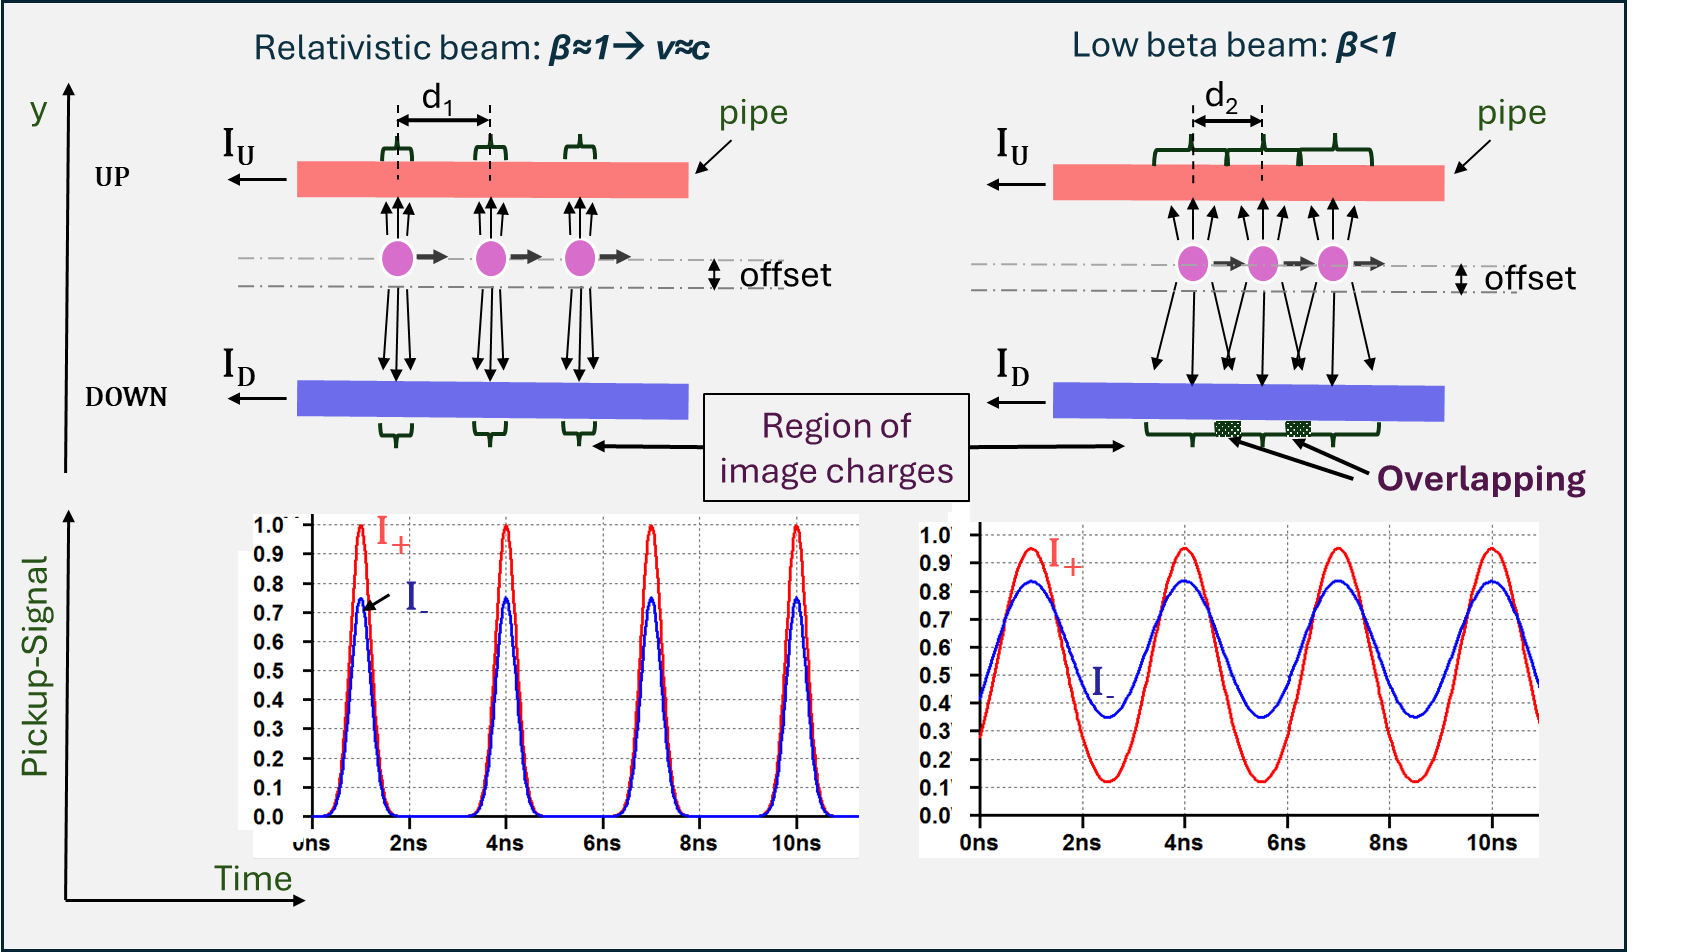 Relativistic beam: β≈1→ v≈c
Low beta beam: β<1
y
d1
pipe
IU
UP
offset
ID
DOWN
d2
pipe
IU
offset
ID
Region of
image charges
Overlapping
Pickup-Signal
Time
I+
I-
1.0
0.9
0.8
0.7
0.6
0.5
0.4
0.3
0.2
0.1
0.0
0ns 2ns 4ns 6ns 8ns 10ns
I+
I-
1.0
0.9
0.8
0.7
0.6
0.5
0.4
0.3
0.2
0.1
0.0
0ns 2ns 4ns 6ns 8ns 10ns